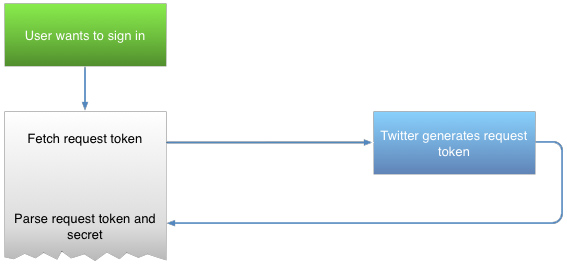 User wants to sign in
Fetch request token
Twitter generates request
token
Parse request token and
secret